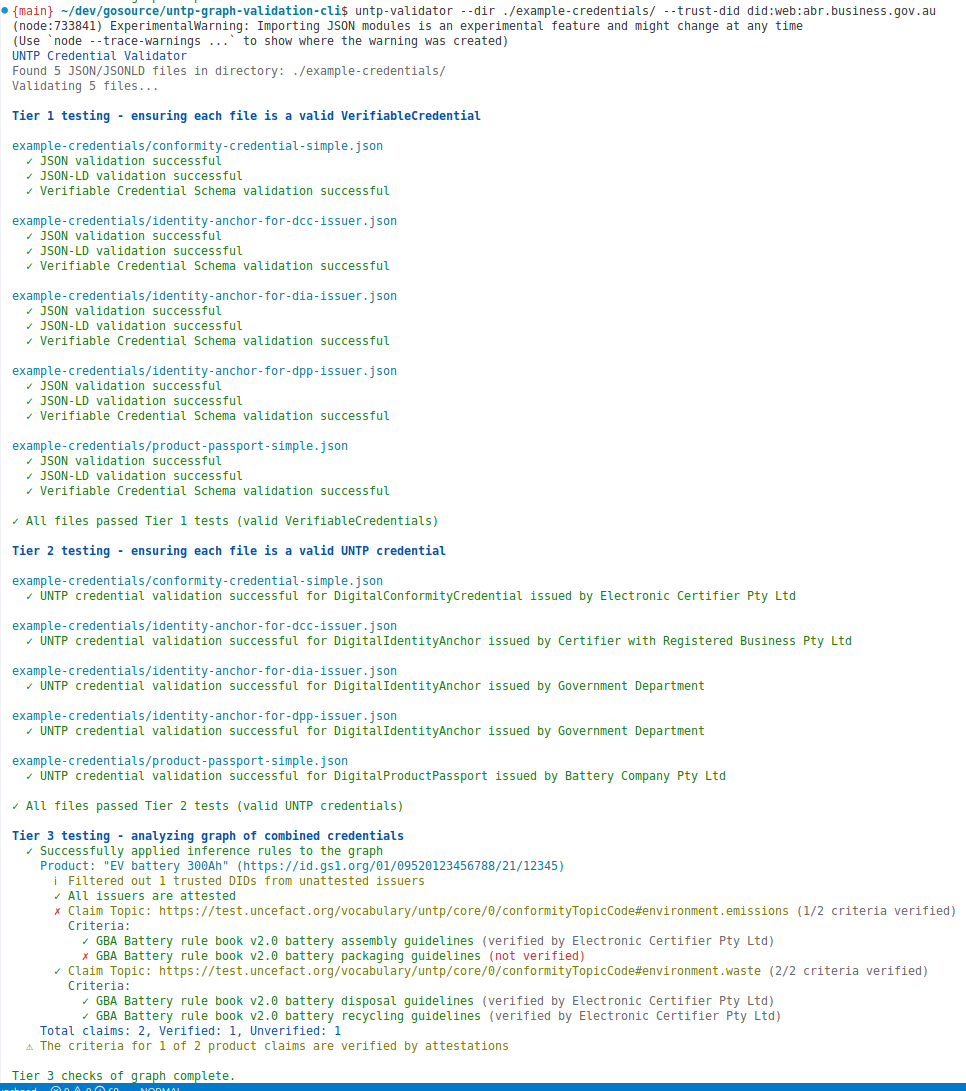 {main} ~/dev/gosource/untp-graph-validation-cli$ untp-validator --dir ./example-credentials/ --trust-did did:web:abr.business.gov.au
(node:733841) ExperimentalWarning: Importing JSON modules is an experimental feature and might change at any time
(Use `node --trace-warnings ...` to show where the warning was created)
UNTP Credential Validator
Found 5 JSON/JSONLD files in directory: ./example-credentials/
Validating 5 files...
Tier 1 testing - ensuring each file is a valid VerifiableCredential
example-credentials/conformity-credential-simple.json
✓ JSON validation successful
✓ JSON-LD validation successful
✓ Verifiable Credential Schema validation successful
example-credentials/identity-anchor-for-dcc-issuer.json
✓ JSON validation successful
✓ JSON-LD validation successful
✓ Verifiable Credential Schema validation successful
example-credentials/identity-anchor-for-dia-issuer.json
✓ JSON validation successful
✓ JSON-LD validation successful
✓ Verifiable Credential Schema validation successful
example-credentials/identity-anchor-for-dpp-issuer.json
✓ JSON validation successful
✓ JSON-LD validation successful
✓ Verifiable Credential Schema validation successful
example-credentials/product-passport-simple.json
✓ JSON validation successful
✓ JSON-LD validation successful
✓ Verifiable Credential Schema validation successful
✓ All files passed Tier 1 tests (valid VerifiableCredentials)
Tier 2 testing - ensuring each file is a valid UNTP credential
example-credentials/conformity-credential-simple.json
✓ UNTP credential validation successful for DigitalConformityCredential issued by Electronic Certifier Pty Ltd
example-credentials/identity-anchor-for-dcc-issuer.json
✓ UNTP credential validation successful for DigitalIdentityAnchor issued by Certifier with Registered Business Pty Ltd
example-credentials/identity-anchor-for-dia-issuer.json
✓ UNTP credential validation successful for DigitalIdentityAnchor issued by Government Department
example-credentials/identity-anchor-for-dpp-issuer.json
✓ UNTP credential validation successful for DigitalIdentityAnchor issued by Government Department
example-credentials/product-passport-simple.json
✓ UNTP credential validation successful for DigitalProductPassport issued by Battery Company Pty Ltd
✓ All files passed Tier 2 tests (valid UNTP credentials)
Tier 3 testing - analyzing graph of combined credentials
✓ Successfully applied inference rules to the graph
Product: "EV battery 300Ah" (https://id.gs1.org/01/09520123456788/21/12345)
i Filtered out 1 trusted DIDs from unattested issuers
✓ All issuers are attested
✗ Claim Topic: https://test.uncefact.org/vocabulary/untp/core/0/conformityTopicCode#environment.emissions (1/2 criteria verified)
Criteria:
✓ GBA Battery rule book v2.0 battery assembly guidelines (verified by Electronic Certifier Pty Ltd)
✗ GBA Battery rule book v2.0 battery packaging guidelines (not verified)
✓ Claim Topic: https://test.uncefact.org/vocabulary/untp/core/0/conformityTopicCode#environment.waste (2/2 criteria verified)
Criteria:
✓ GBA Battery rule book v2.0 battery disposal guidelines (verified by Electronic Certifier Pty Ltd)
✓ GBA Battery rule book v2.0 battery recycling guidelines (verified by Electronic Certifier Pty Ltd)
Total claims: 2, Verified: 1, Unverified: 1
⚠ The criteria for 1 of 2 product claims are verified by attestations
Tier 3 checks of graph complete.